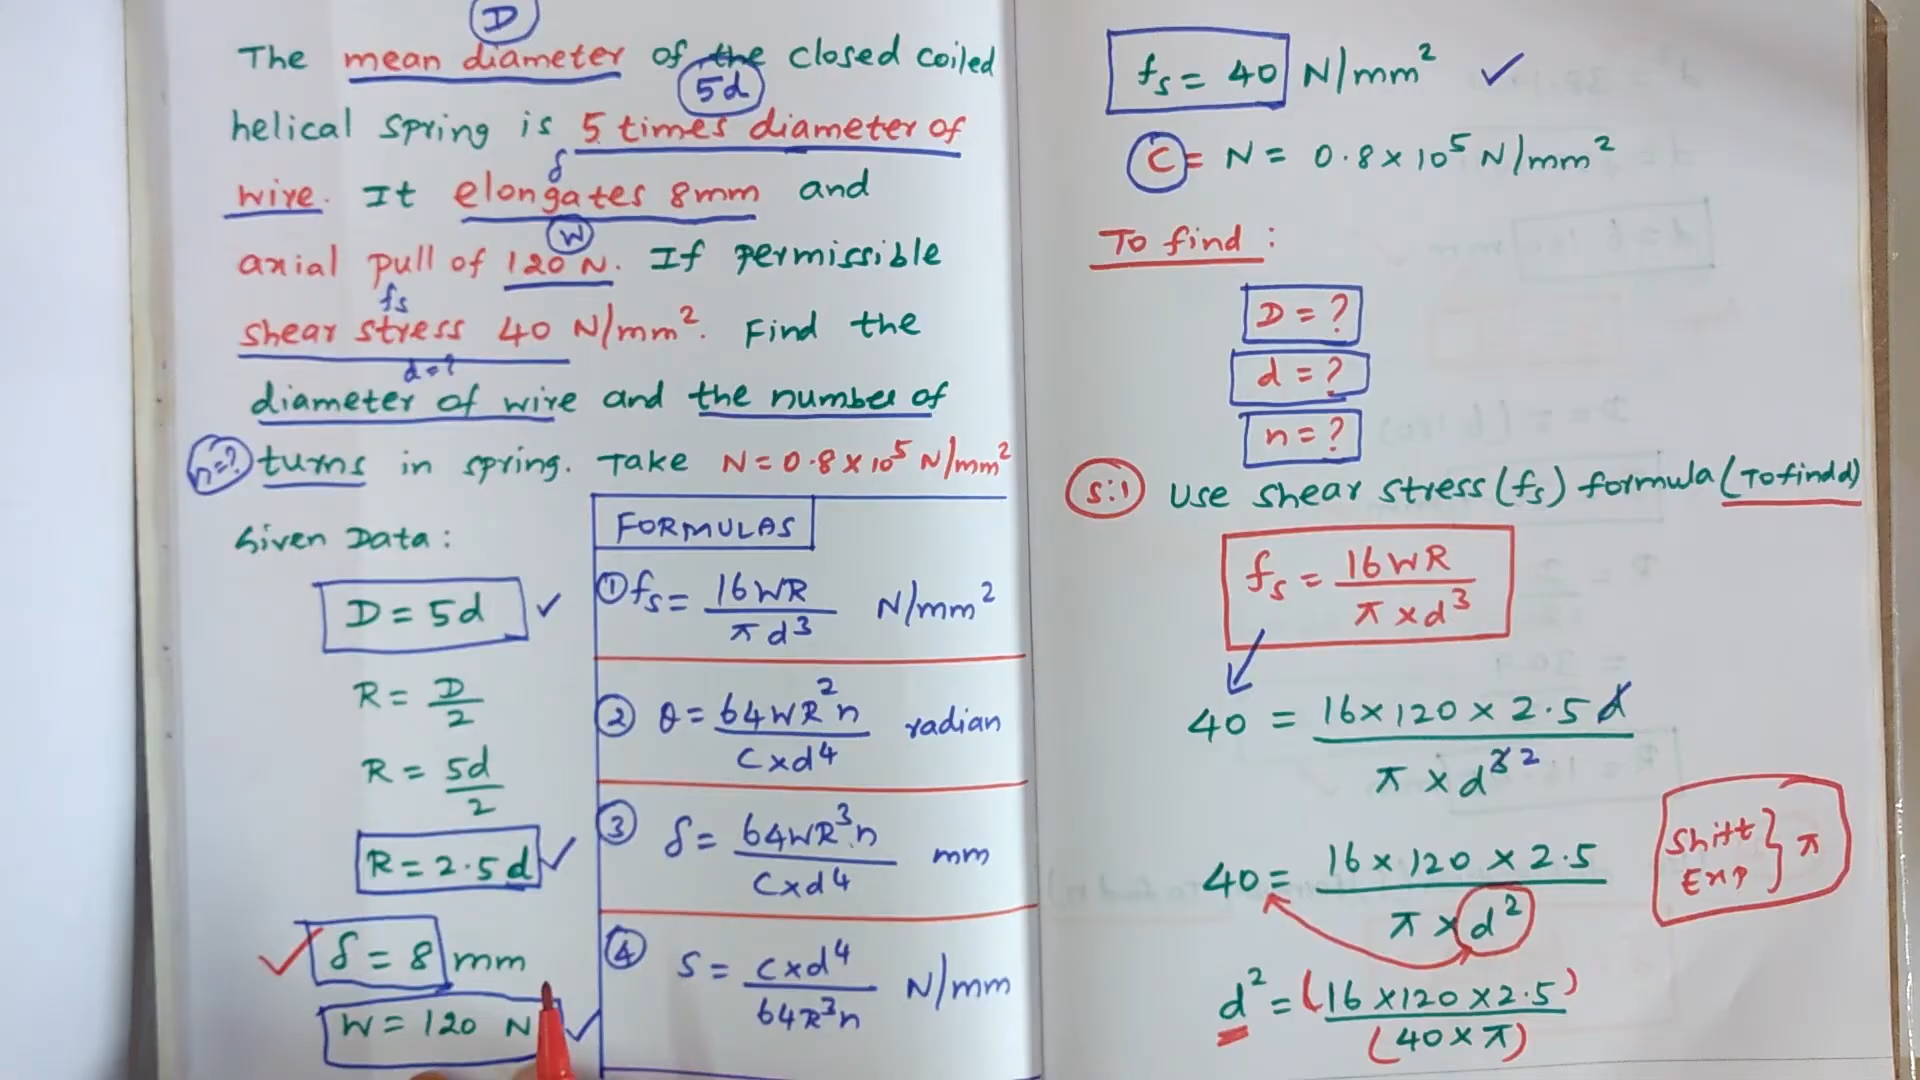 D
The mean diameter of the closed coiled
5d
helical spring is 5 times diameter of
δ
wire. It elongates 8mm and
W
axial pull of 120 N. If permissible
fs
shear stress 40 N/mm². Find the
d=?
diameter of wire and the number of
n=? turns in spring. Take N = 0.8 x 10⁵ N/mm²
Given Data:
D = 5d
R = D/2
R = 5d/2
R = 2.5d
δ = 8 mm
W = 120 N
FORMULAS
① fs = 16WR/πd³ N/mm²
② θ = 64WR²n/Cxd⁴ radian
③ δ = 64WR³n/Cxd⁴ mm
④ S = Cxd⁴/64R³n N/mm
fs = 40 N/mm²
C = N = 0.8 x 10⁵ N/mm²
To find:
D = ?
d = ?
n = ?
S:1 Use shear stress (fs) formula (To find d)
fs = 16WR/π x d³
40 = 16 x 120 x 2.5d/π x d³ 2
40 = 16 x 120 x 2.5/π x d²
Shift
Exp } π
d² = (16 x 120 x 2.5)/(40 x π)